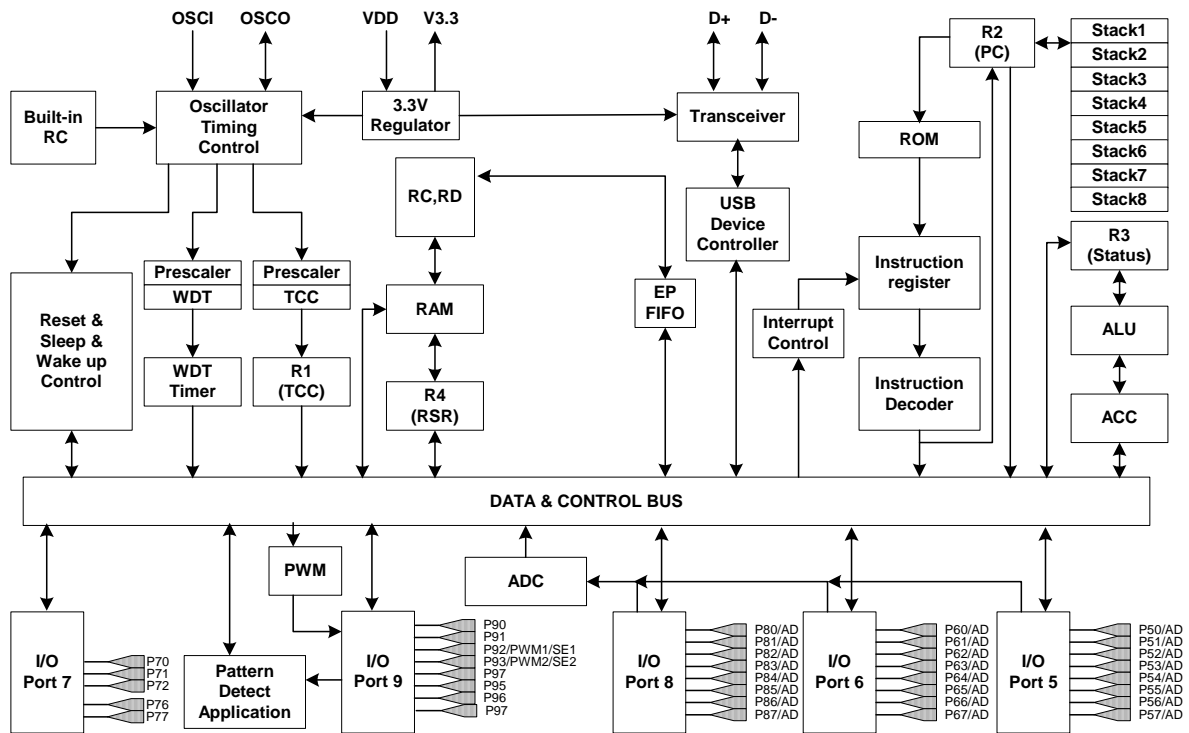 OSCI
OSCO
VDD
V3.3
D+
D-
R2
(PC)
Stack1
Stack2
Stack3
Stack4
Stack5
Stack6
Stack7
Stack8
Built-in
RC
Oscillator
Timing
Control
3.3V
Regulator
Transceiver
ROM
RC,RD
USB
Device
Controller
R3
(Status)
Prescaler
WDT
Prescaler
TCC
Instruction
register
Reset &
Sleep &
Wake up
Control
RAM
EP
FIFO
Interrupt
Control
ALU
WDT
Timer
R1
(TCC)
R4
(RSR)
Instruction
Decoder
ACC
DATA & CONTROL BUS
PWM
ADC
I/O
Port 7
P70
P71
P72
P76
P77
Pattern
Detect
Application
I/O
Port 9
P90
P91
P92/PWM1/SE1
P93/PWM2/SE2
P97
P95
P96
P97
I/O
Port 8
P80/AD
P81/AD
P82/AD
P83/AD
P84/AD
P85/AD
P86/AD
P87/AD
I/O
Port 6
P60/AD
P61/AD
P62/AD
P63/AD
P64/AD
P65/AD
P66/AD
P67/AD
I/O
Port 5
P50/AD
P51/AD
P52/AD
P53/AD
P54/AD
P55/AD
P56/AD
P57/AD